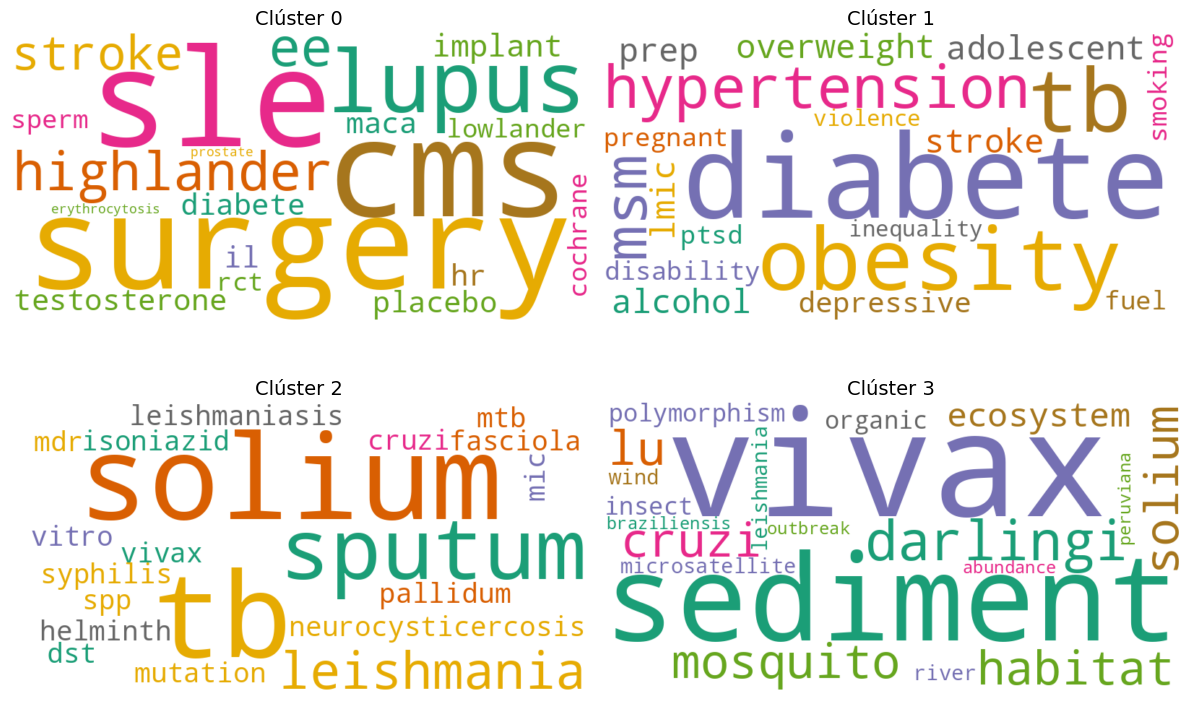 Clúster 0
stroke
ee
implant
sle
lupus
sperm
maca
lowlander
prostate
highlander
cms
erythrocytosis
diabete
cochrane
surgery
il
hr
rct
testosterone
placebo
Clúster 1
prep
overweight
adolescent
smoking
hypertension
tb
violence
pregnant
stroke
msm
lmic
diabete
ptsd
inequality
disability
obesity
alcohol
depressive
fuel
Clúster 2
leishmaniasis
mtb
mdr
isoniazid
cruzi
fasciola
solium
mic
vitro
vivax
sputum
syphilis
tb
pallidum
spp
helminth
neurocysticercosis
dst
mutation
leishmania
Clúster 3
polymorphism
organic
ecosystem
lu
vivax
solium
wind
leishmania
insect
peruviana
braziliensis
outbreak
cruzi
darlingi
microsatellite
abundance
sediment
mosquito
river
habitat